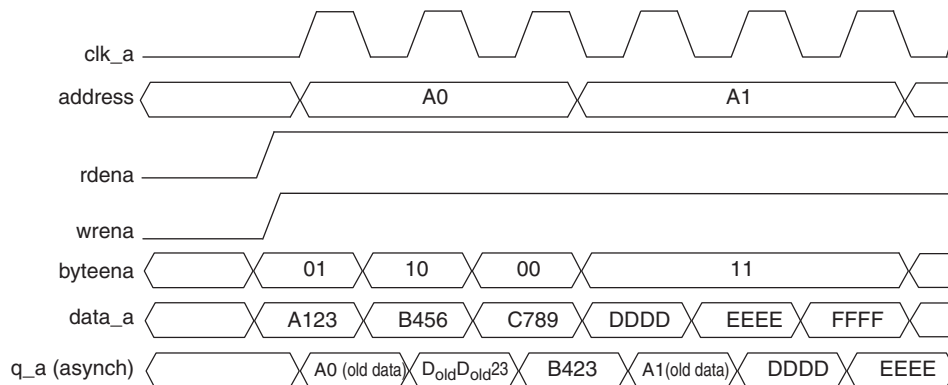 clk_a
address A0 A1
rdena
wrena
byteena 01 10 00 11
data_a A123 B456 C789 DDDD EEEE FFFF
q_a (asynch) A0 (old data) DoldDold23 B423 A1(old data) DDDD EEEE